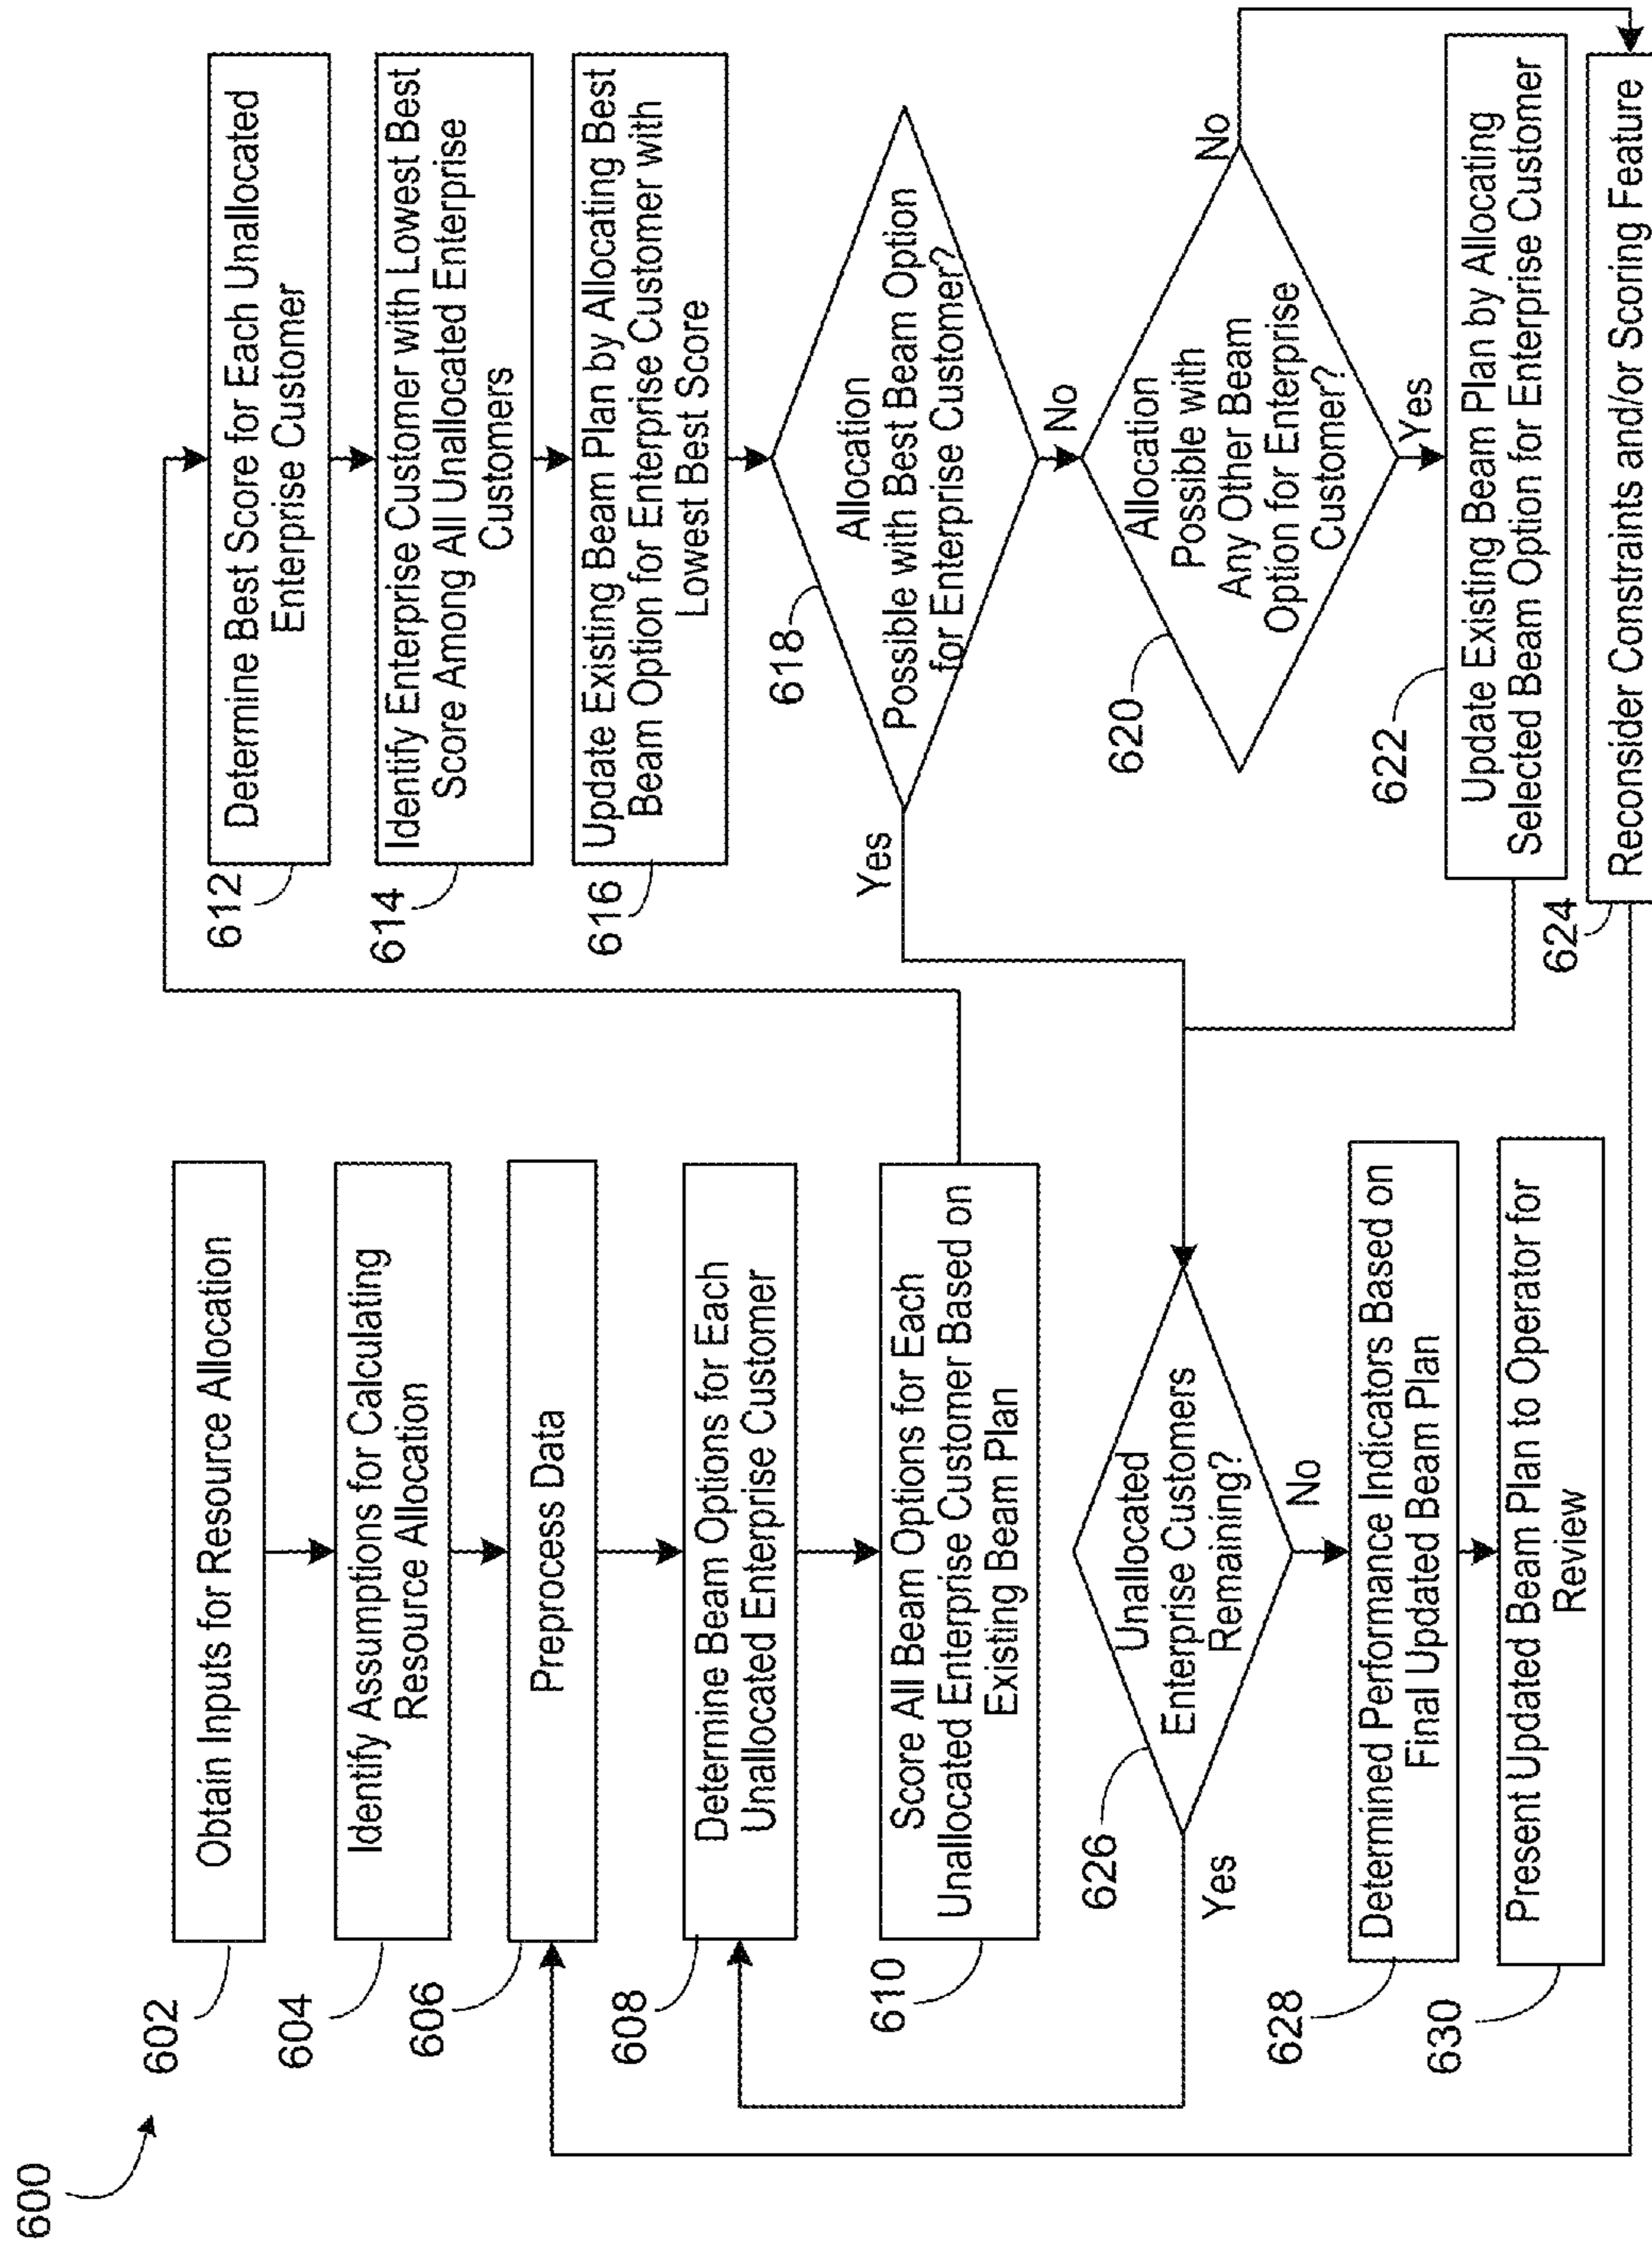 600
602
Obtain Inputs for Resource Allocation
604
Identify Assumptions for Calculating
Resource Allocation
606
Preprocess Data
608
Determine Beam Options for Each
Unallocated Enterprise Customer
610
Score All Beam Options for Each
Unallocated Enterprise Customer Based on
Existing Beam Plan
612
Determine Best Score for Each Unallocated
Enterprise Customer
614
Identify Enterprise Customer with Lowest Best
Score Among All Unallocated Enterprise
Customers
616
Update Existing Beam Plan by Allocating Best
Beam Option for Enterprise Customer with
Lowest Best Score
618
Allocation
Possible with Best Beam Option
for Enterprise Customer?
Yes
No
620
Allocation
Possible with
Any Other Beam
Option for Enterprise
Customer?
No
Yes
622
Update Existing Beam Plan by Allocating
Selected Beam Option for Enterprise Customer
624
Reconsider Constraints and/or Scoring Feature
626
Unallocated
Enterprise Customers
Remaining?
Yes
No
628
Determined Performance Indicators Based on
Final Updated Beam Plan
630
Present Updated Beam Plan to Operator for
Review